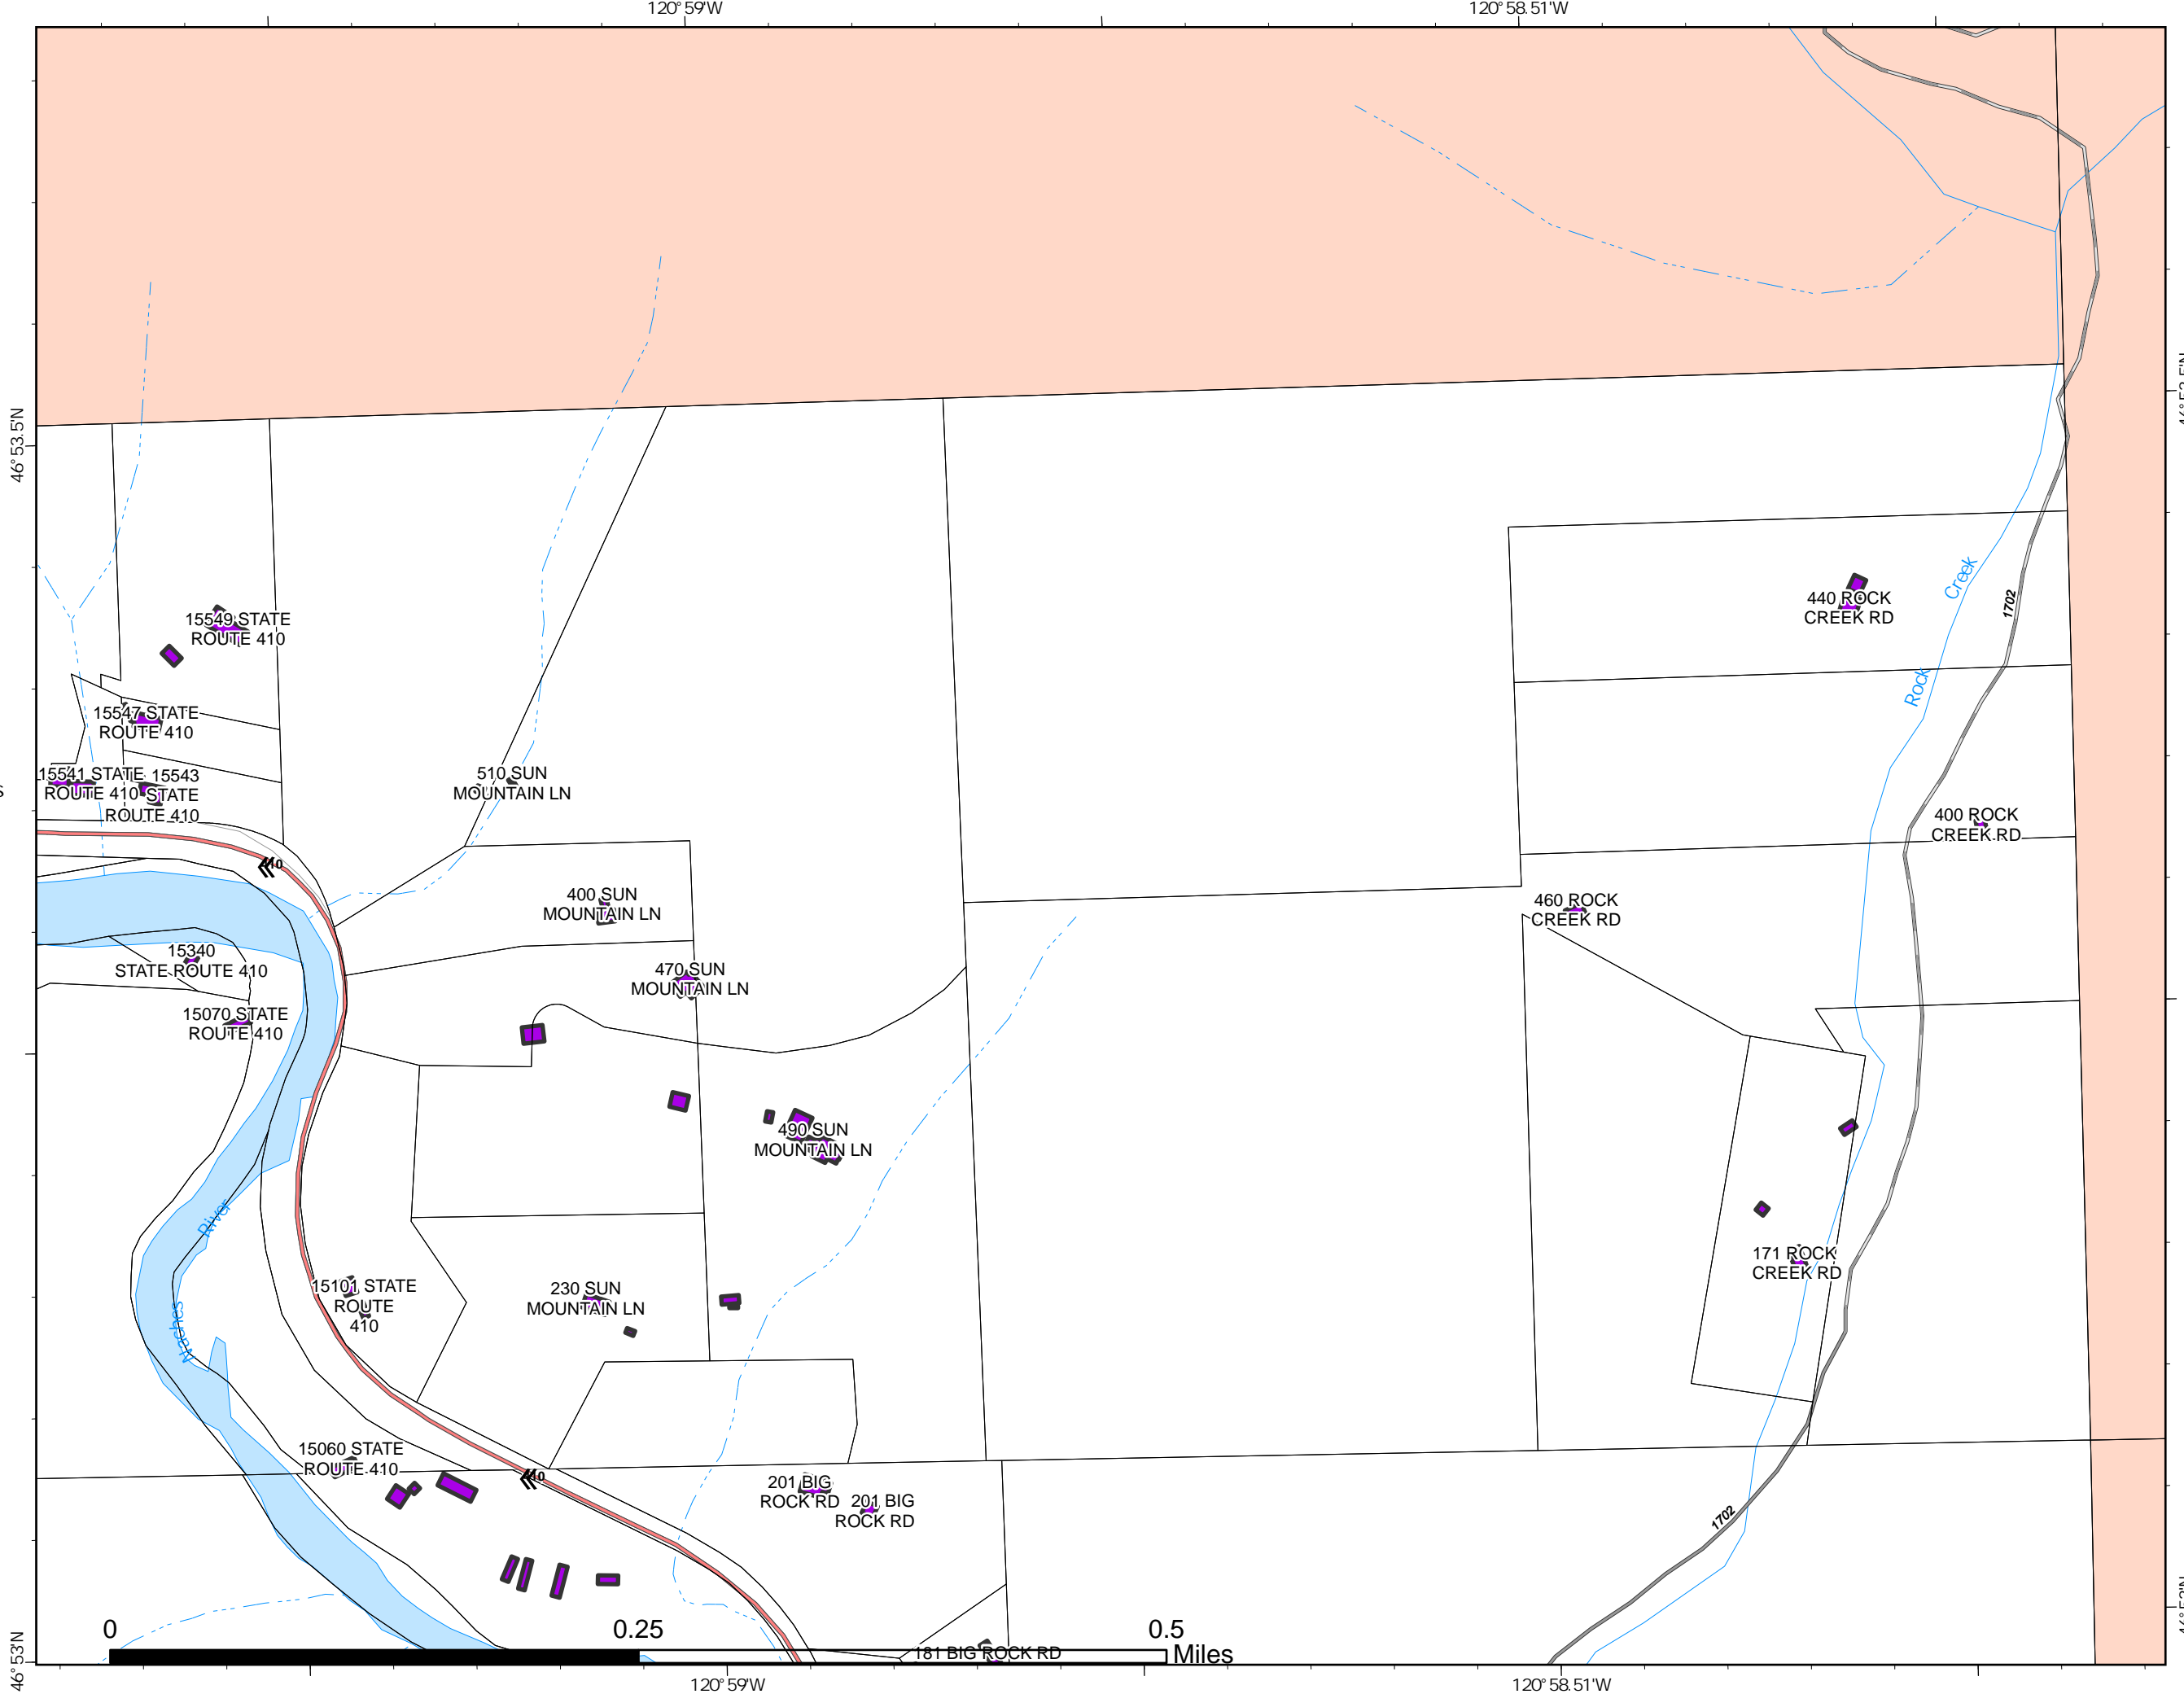 120°59'W
120°58.51'W
46°53.5'N
15549 STATE
ROUTE 410
440 ROCK
CREEK RD
Creek
1702
Rock
15547 STATE
ROUTE 410
510 SUN
MOUNTAIN LN
15541 STATE
ROUTE 410
15543
STATE
ROUTE 410
400 ROCK
CREEK RD
400 SUN
MOUNTAIN LN
460 ROCK
CREEK RD
15340
STATE ROUTE 410
470 SUN
MOUNTAIN LN
15070 STATE
ROUTE 410
490 SUN
MOUNTAIN LN
River
171 ROCK
CREEK RD
15101 STATE
ROUTE
410
230 SUN
MOUNTAIN LN
Naches
15060 STATE
ROUTE 410
201 BIG
ROCK RD
201 BIG
ROCK RD
1702
0
0.25
0.5
Miles
181 BIG ROCK RD
46°53'N
120°59'W
120°58.51'W